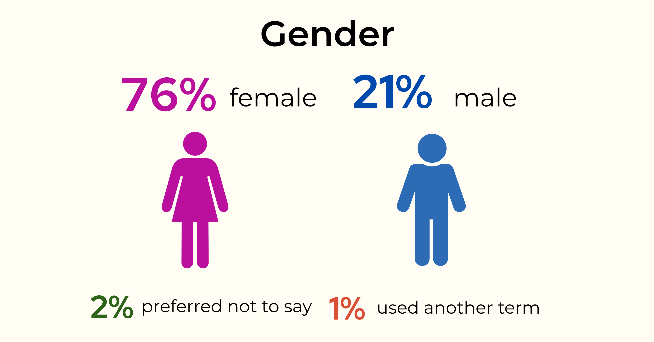 Gender
76% female 21% male
2% preferred not to say 1% used another term